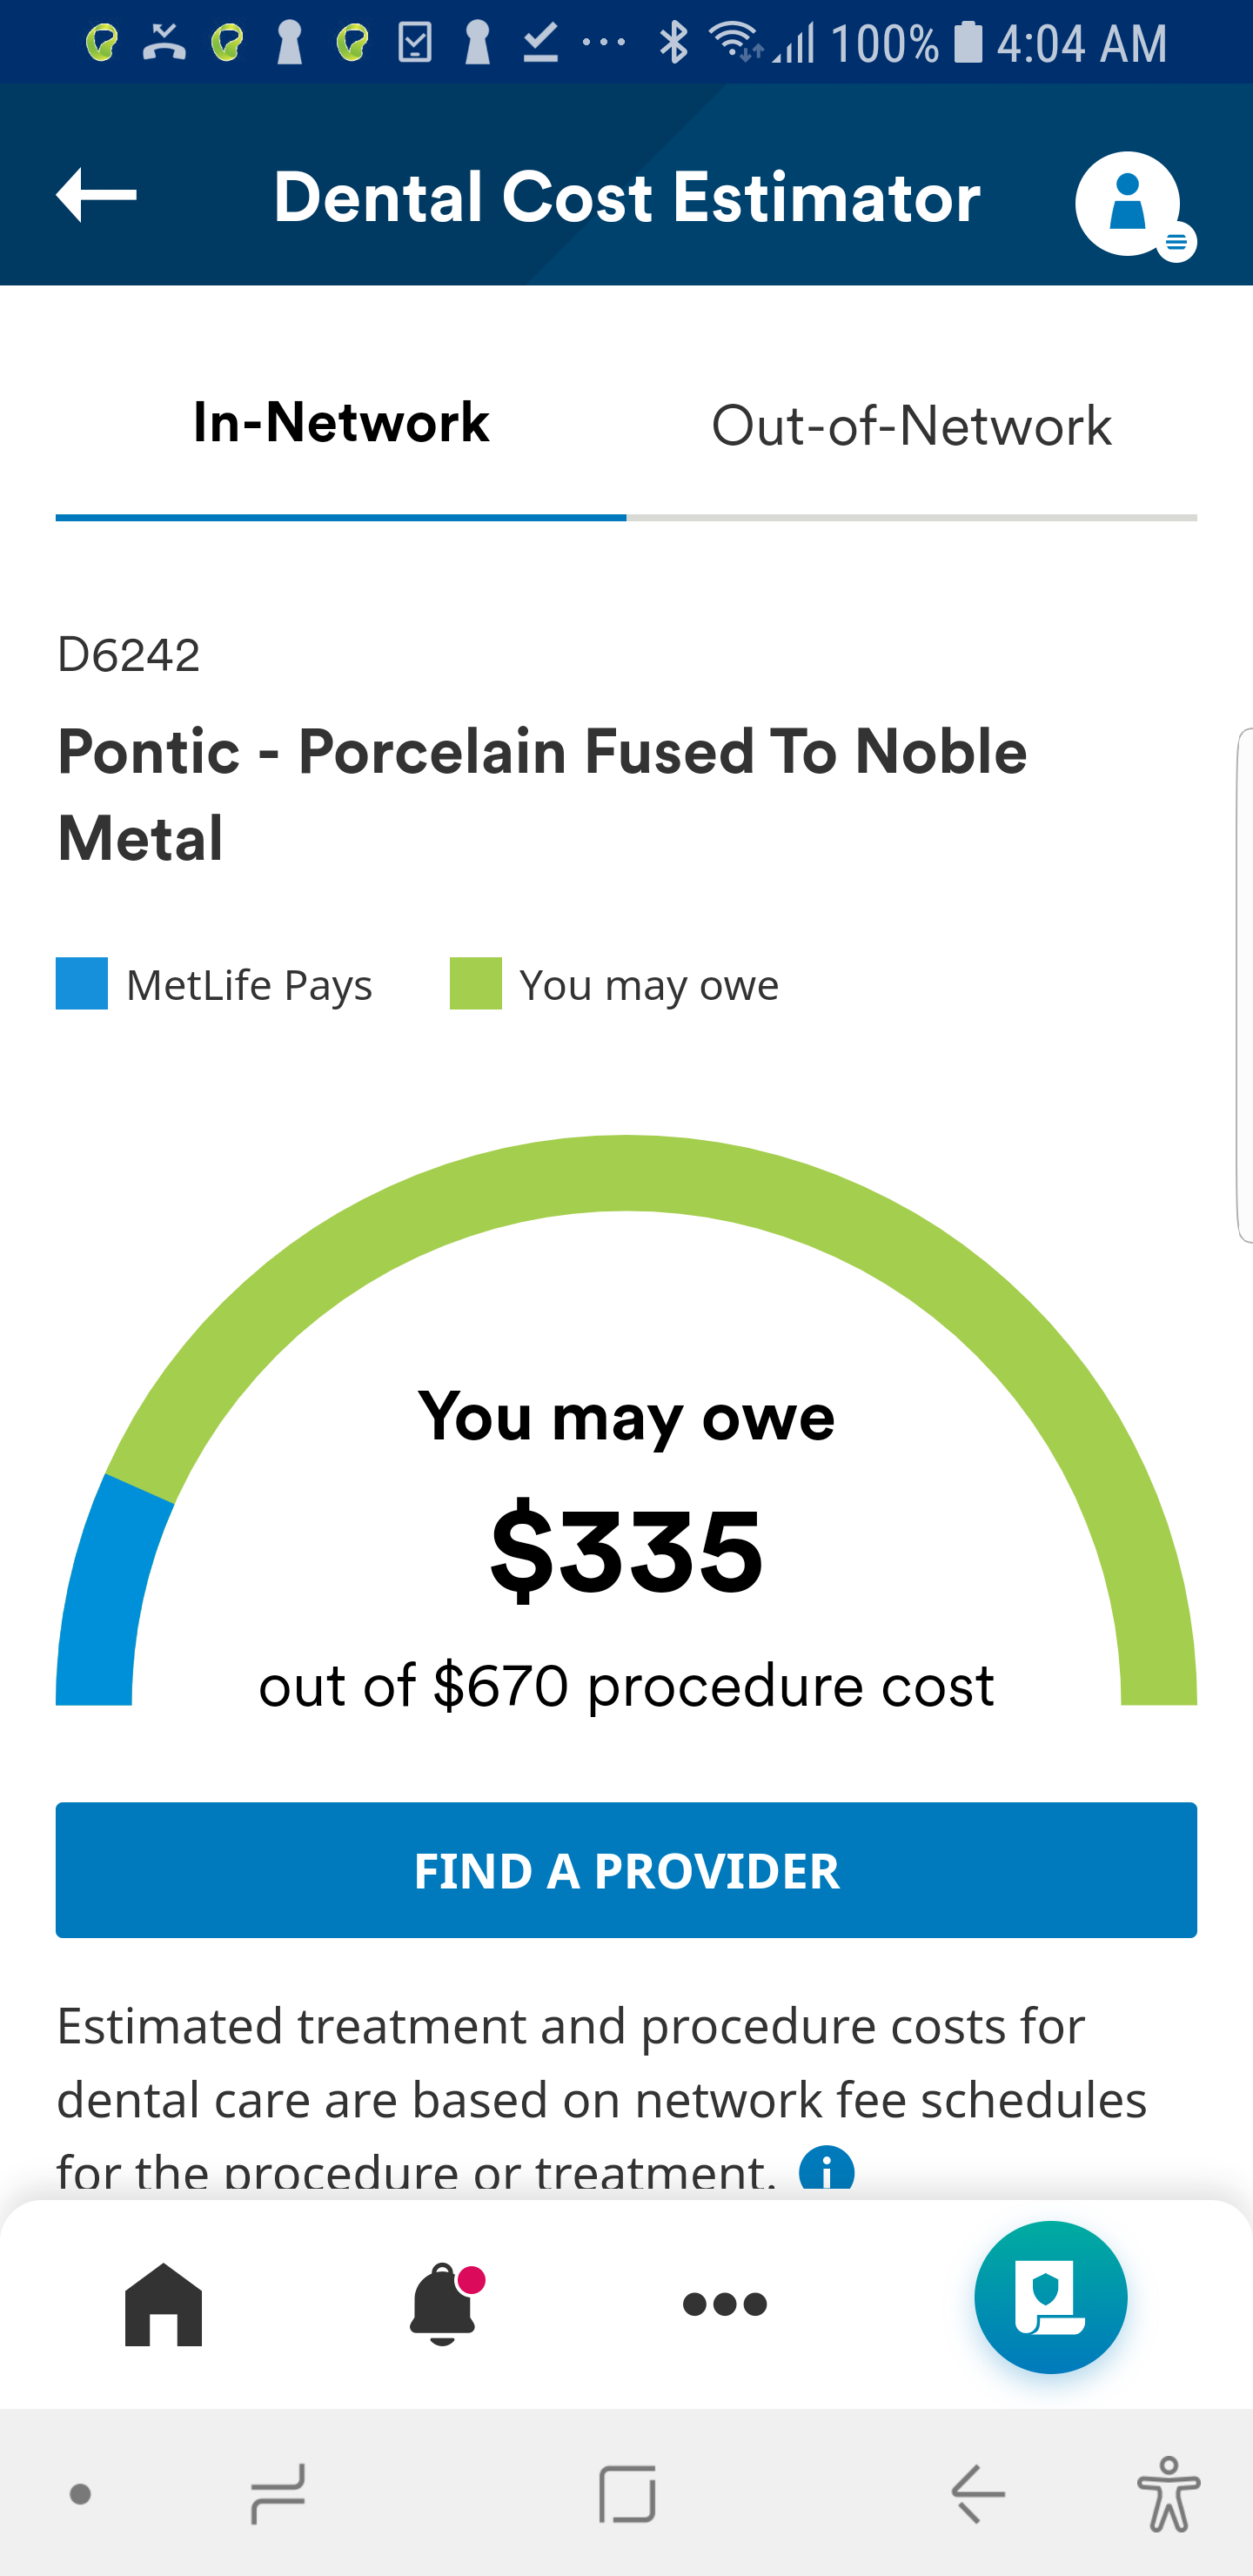 100% 4:04 AM
Dental Cost Estimator
In-Network Out-of-Network
D6242
Pontic - Porcelain Fused To Noble
Metal
MetLife Pays You may owe
You may owe
$335
out of $670 procedure cost
FIND A PROVIDER
Estimated treatment and procedure costs for
dental care are based on network fee schedules
for the procedure or treatment. i